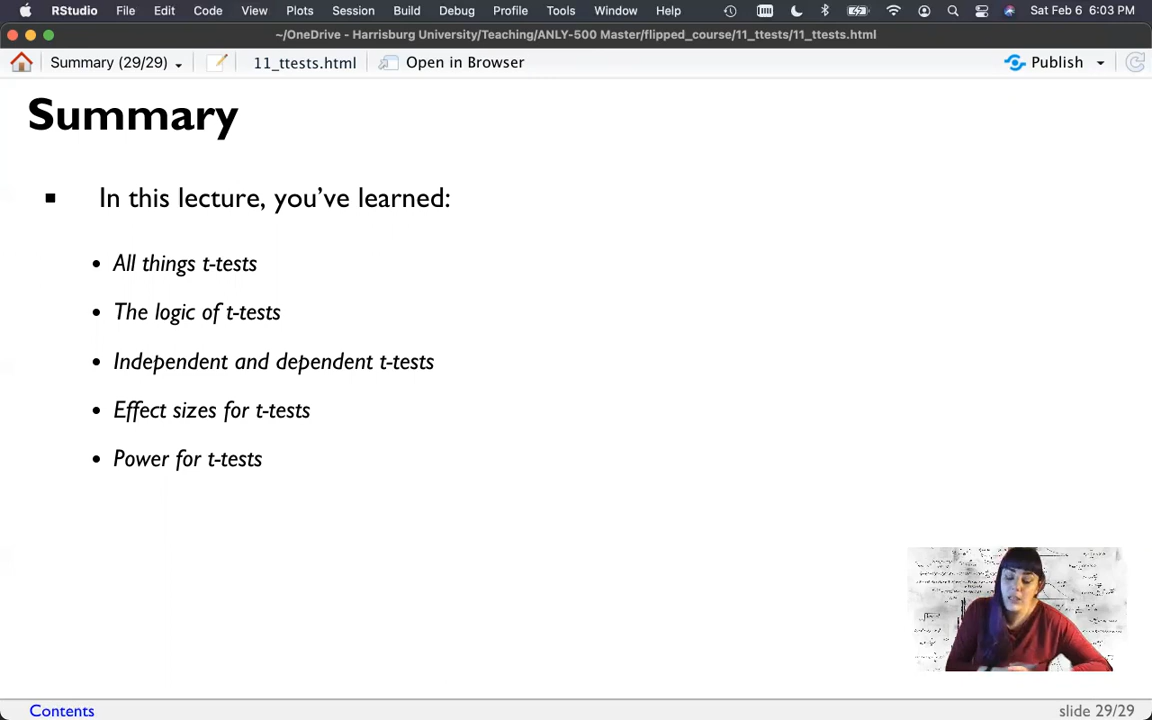 RStudio File Edit Code View Plots Session Build Debug Profile Tools Window Help Sat Feb 6 6:03 PM
~/OneDrive - Harrisburg University/Teaching/ANLY-500 Master/flipped_course/11_ttests/11_ttests.html
Summary (29/29) 11_ttests.html Open in Browser Publish
Summary
In this lecture, you’ve learned:
All things t-tests
The logic of t-tests
Independent and dependent t-tests
Effect sizes for t-tests
Power for t-tests
Contents slide 29/29